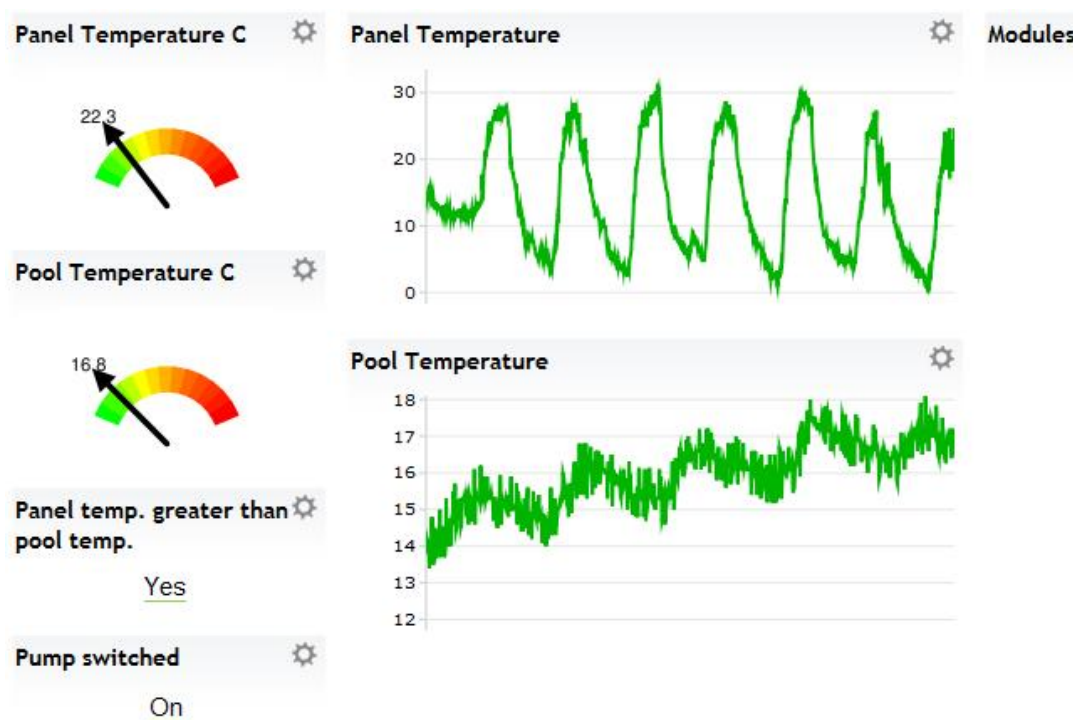 Panel Temperature C
22.3
Pool Temperature C
16.8
Panel temp. greater than
pool temp.
Yes
Pump switched
On
Panel Temperature
30
20
10
0
Pool Temperature
18
17
16
15
14
13
12
Modules